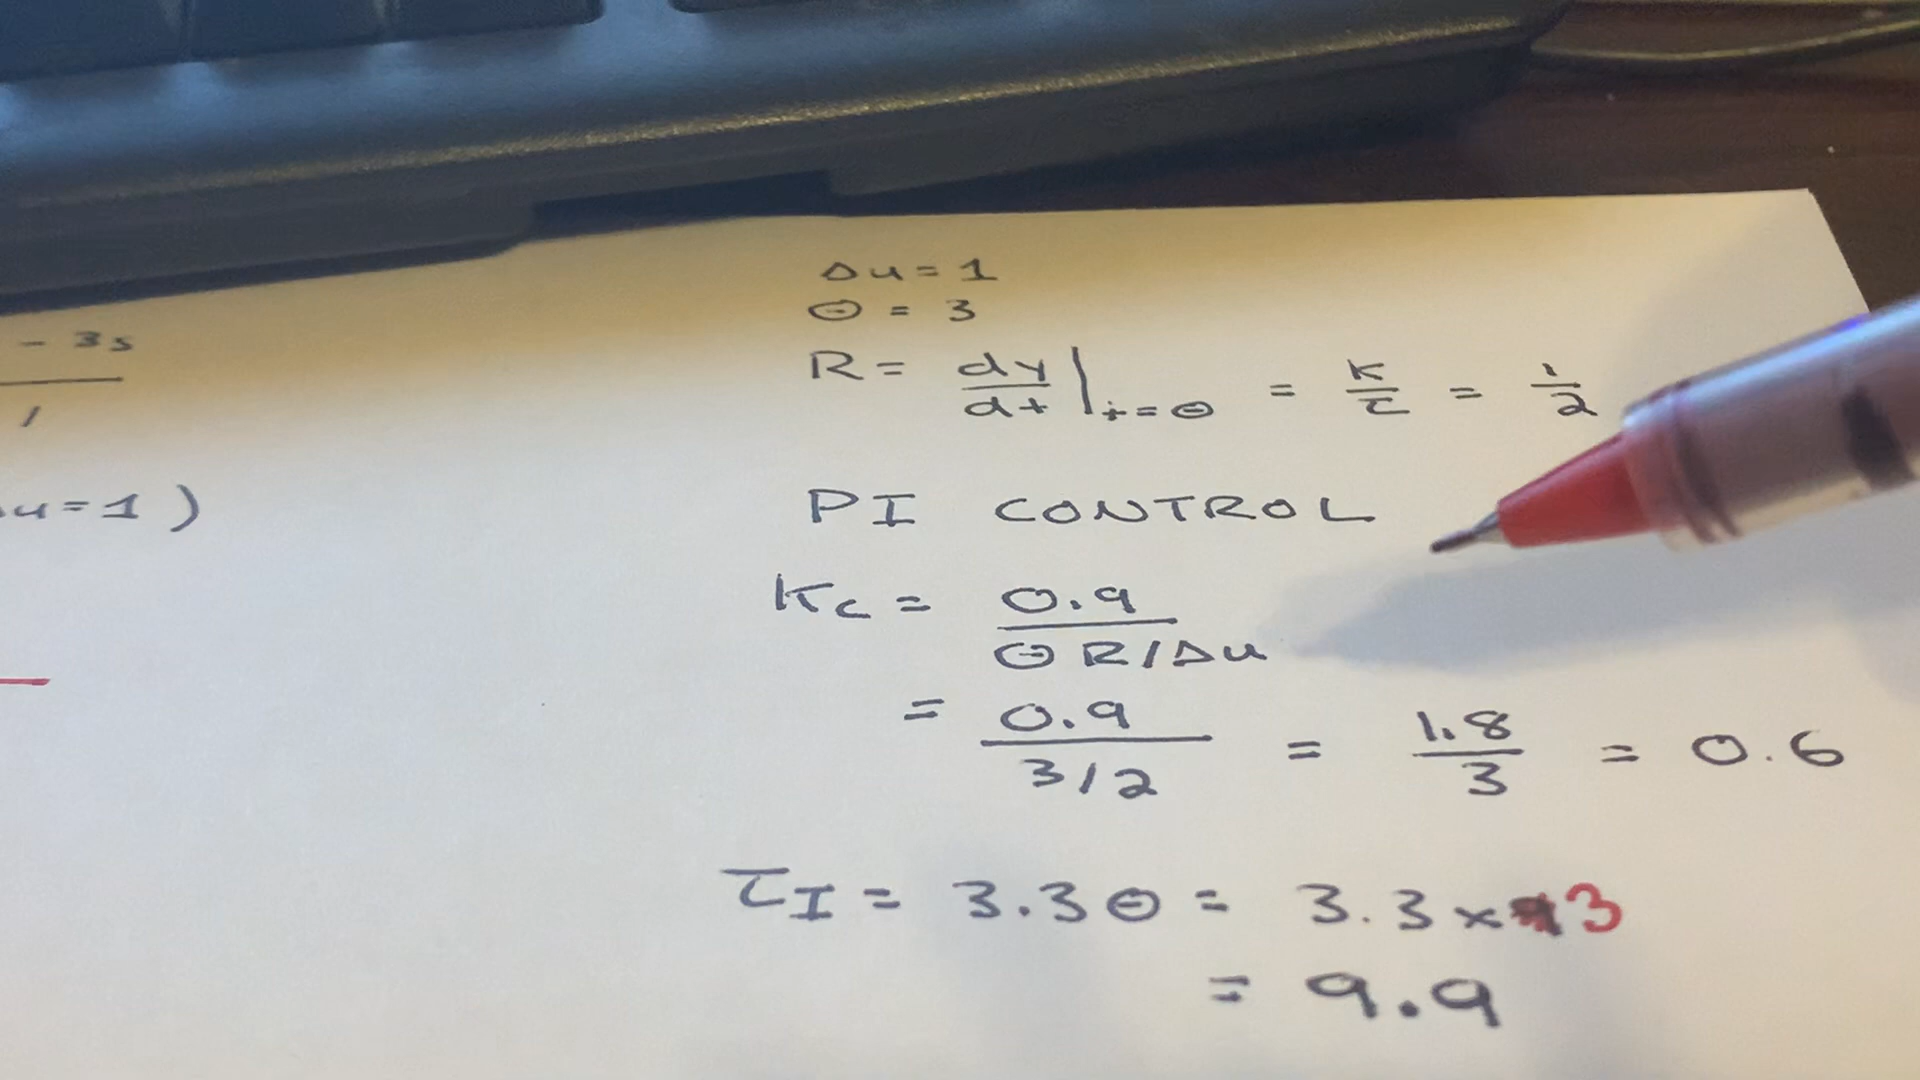 - 3s
1
u=1)
Δu=1
θ = 3
R = dy/dt |t=θ = K/τ = 1/2
PI CONTROL
Kc = 0.9
θR/Δu
= 0.9 / 3/2 = 1.8/3 = 0.6
τI = 3.3θ = 3.3×3
= 9.9